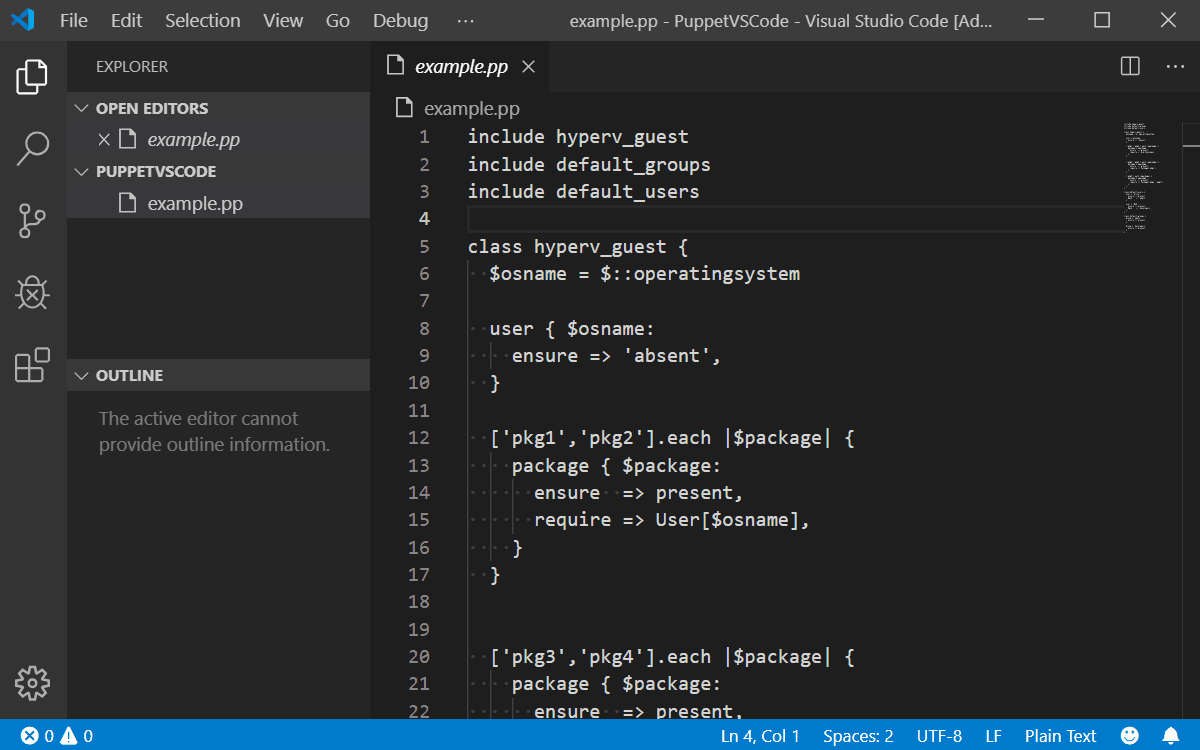 File Edit Selection View Go Debug ··· example.pp - PuppetVSCode - Visual Studio Code [Ad...
EXPLORER
OPEN EDITORS
example.pp
PUPPETVSCODE
example.pp
OUTLINE
The active editor cannot
provide outline information.
example.pp
example.pp
1 include hyperv_guest
2 include default_groups
3 include default_users
4
5 class hyperv_guest {
6   $osname = $::operatingsystem
7
8   user { $osname:
9     ensure => 'absent',
10   }
11
12   ['pkg1','pkg2'].each |$package| {
13     package { $package:
14       ensure  => present,
15       require => User[$osname],
16     }
17   }
18
19
20   ['pkg3','pkg4'].each |$package| {
21     package { $package:
22       ensure  => present,
0 0 Ln 4, Col 1 Spaces: 2 UTF-8 LF Plain Text